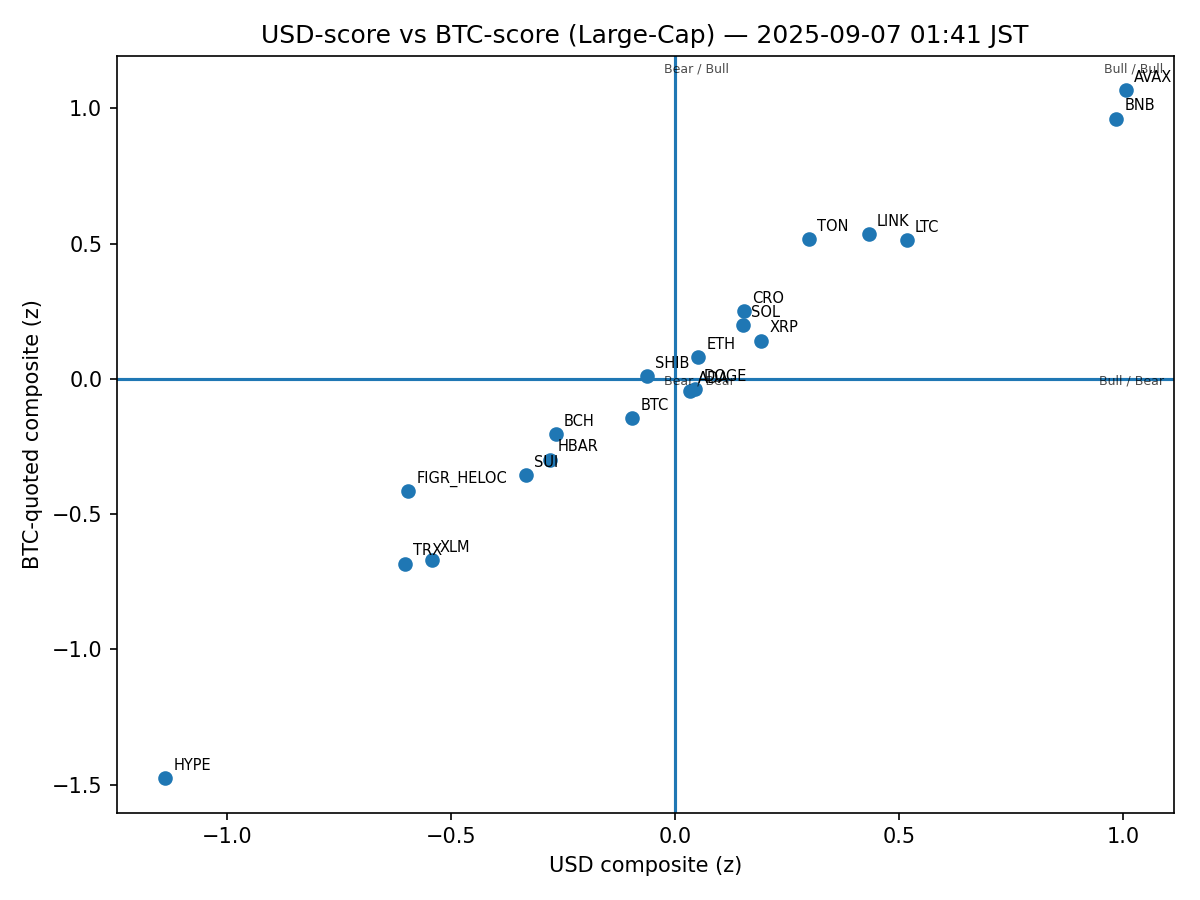 USD-score vs BTC-score (Large-Cap) — 2025-09-07 01:41 JST
Bear / Bull
Bull / Bull
AVAX
BNB
1.0
TON
LINK
LTC
0.5
CRO
SOL
XRP
ETH
SHIB
ADA
DOGE
0.0
Bear / Bear
Bull / Bear
BTC
BCH
HBAR
SUI
FIGR_HELOC
−0.5
TRX
XLM
−1.0
HYPE
−1.5
−1.0
−0.5
0.0
0.5
1.0
USD composite (z)
BTC-quoted composite (z)